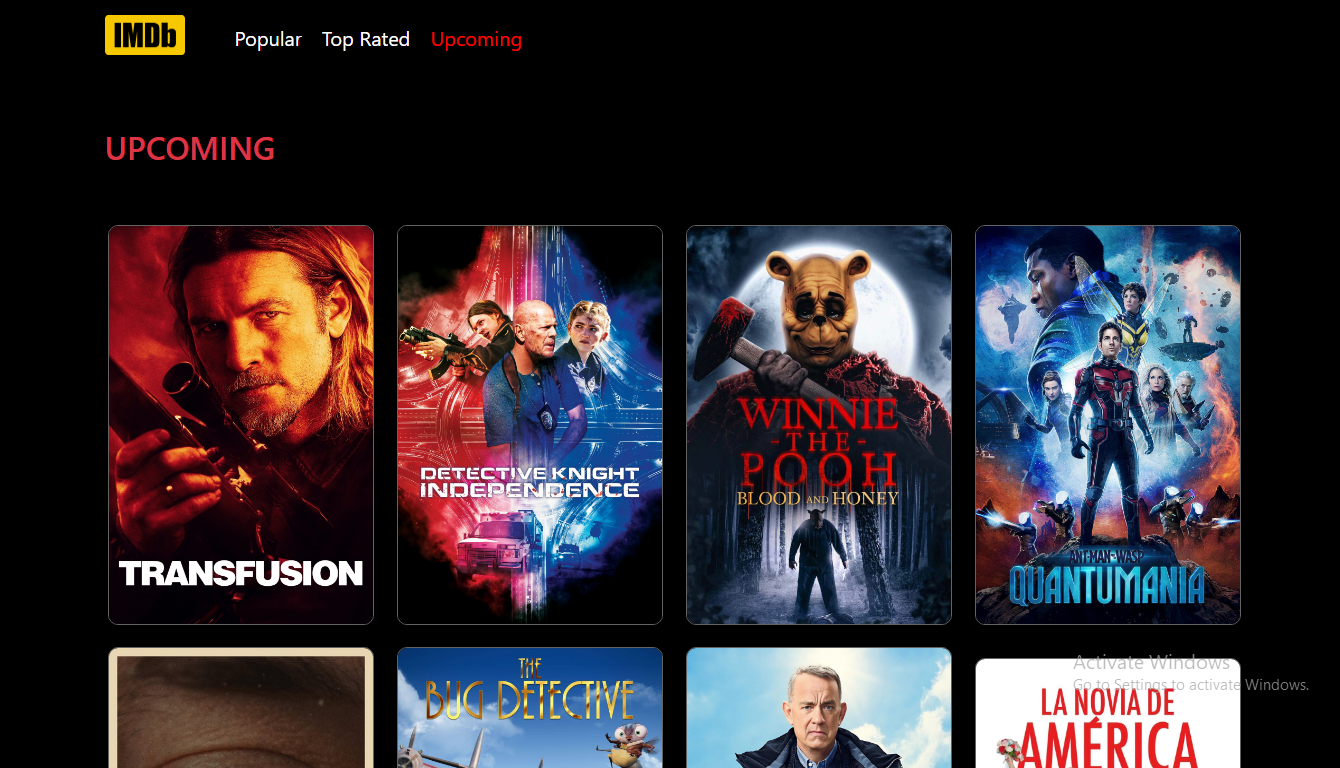 IMDb
Popular
Top Rated
Upcoming
UPCOMING
TRANSFUSION
DETECTIVE KNIGHT
INDEPENDENCE
WINNIE
-THE-
POOH
BLOOD AND HONEY
ANT-MAN AND WASP
QUANTUMANIA
THE
BUG DETECTIVE
LA NOVIA DE
AMÉRICA
Activate Windows
Go to Settings to activate Windows.